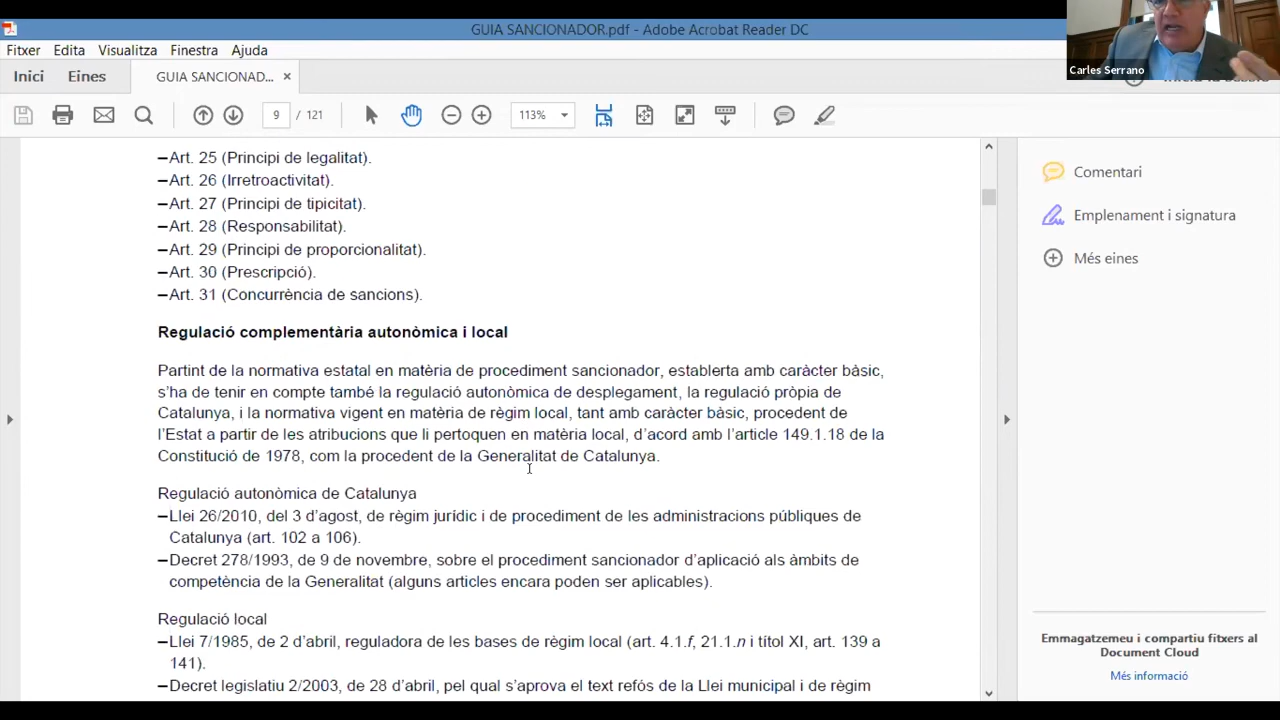 GUIA SANCIONADOR.pdf - Adobe Acrobat Reader DC
Fitxer Edita Visualitza Finestra Ajuda
Inici Eines GUIA SANCIONAD... ×
Carles Serrano
9 / 121 113%
–Art. 25 (Principi de legalitat).
–Art. 26 (Irretroactivitat).
–Art. 27 (Principi de tipicitat).
–Art. 28 (Responsabilitat).
–Art. 29 (Principi de proporcionalitat).
–Art. 30 (Prescripció).
–Art. 31 (Concurrència de sancions).
Regulació complementària autonòmica i local
Partint de la normativa estatal en matèria de procediment sancionador, establerta amb caràcter bàsic,
s’ha de tenir en compte també la regulació autonòmica de desplegament, la regulació pròpia de
Catalunya, i la normativa vigent en matèria de règim local, tant amb caràcter bàsic, procedent de
l’Estat a partir de les atribucions que li pertoquen en matèria local, d’acord amb l’article 149.1.18 de la
Constitució de 1978, com la procedent de la Generalitat de Catalunya.
Regulació autonòmica de Catalunya
–Llei 26/2010, del 3 d’agost, de règim jurídic i de procediment de les administracions públiques de
Catalunya (art. 102 a 106).
–Decret 278/1993, de 9 de novembre, sobre el procediment sancionador d’aplicació als àmbits de
competència de la Generalitat (alguns articles encara poden ser aplicables).
Regulació local
–Llei 7/1985, de 2 d’abril, reguladora de les bases de règim local (art. 4.1.f, 21.1.n i títol XI, art. 139 a
141).
–Decret legislatiu 2/2003, de 28 d’abril, pel qual s’aprova el text refós de la Llei municipal i de règim
Comentari
Emplenament i signatura
Més eines
Emmagatzemeu i compartiu fitxers al
Document Cloud
Més informació